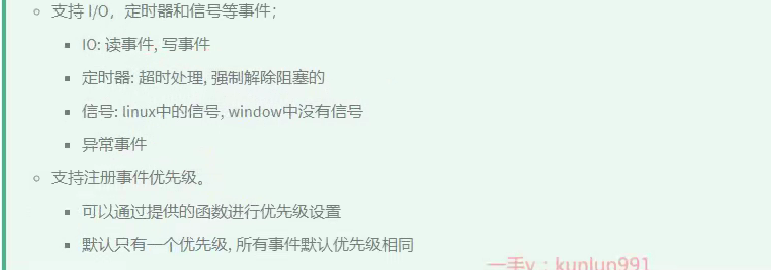 支持 I/O，定时器和信号等事件；
IO: 读事件, 写事件
定时器: 超时处理, 强制解除阻塞的
信号: linux中的信号, window中没有信号
异常事件
支持注册事件优先级。
可以通过提供的函数进行优先级设置
默认只有一个优先级, 所有事件默认优先级相同
一手v：kunlun991